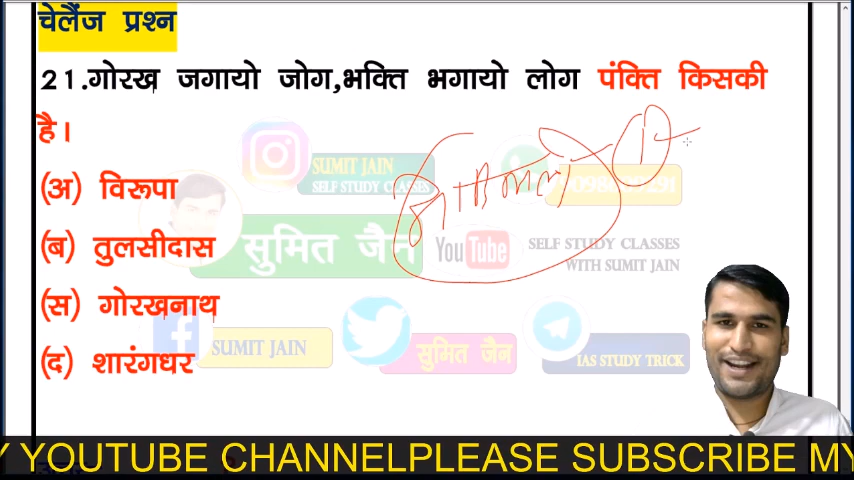 चेलेंज प्रश्न
21.गोरख जगायो जोग,भक्ति भगायो लोग पंक्ति किसकी
है।
(अ) विरूपा
(ब) तुलसीदास
(स) गोरखनाथ
(द) शारंगधर
SUMIT JAIN
SELF STUDY CLASSES
सुमित जैन
YouTube
SELF STUDY CLASSES
WITH SUMIT JAIN
SUMIT JAIN
सुमित जैन
IAS STUDY TRICK
Y YOUTUBE CHANNELPLEASE SUBSCRIBE MY